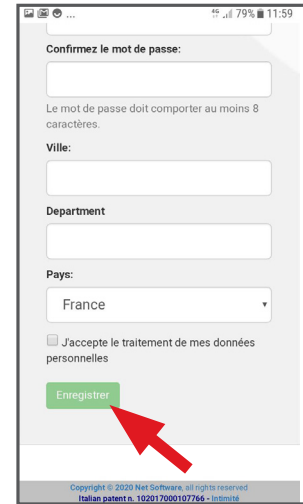 ... 4G 79% 11:59
Confirmez le mot de passe:
Le mot de passe doit comporter au moins 8
caractères.
Ville:
Department
Pays:
France
J'accepte le traitement de mes données
personnelles
Enregistrer
Copyright © 2020 Net Software, all rights reserved
Italian patent n. 102017000107766 - Intimité